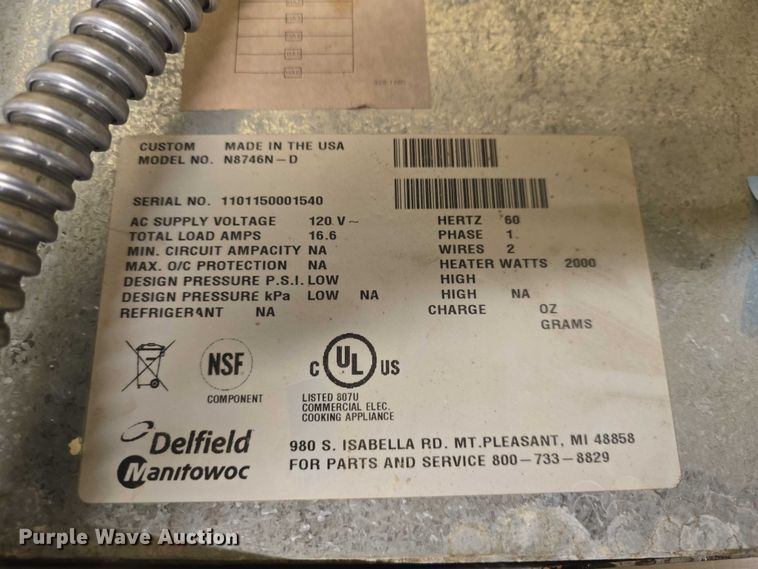 CUSTOM MADE IN THE USA
MODEL NO. N8746N-D
SERIAL NO. 1101150001540
AC SUPPLY VOLTAGE 120 V~ HERTZ 60
TOTAL LOAD AMPS 16.6 PHASE 1
MIN. CIRCUIT AMPACITY NA WIRES 2
MAX. O/C PROTECTION NA HEATER WATTS 2000
DESIGN PRESSURE P.S.I. LOW HIGH
DESIGN PRESSURE kPa LOW NA HIGH NA
REFRIGERANT NA CHARGE OZ
GRAMS
NSF
COMPONENT
C UL US
LISTED 807U
COMMERCIAL ELEC.
COOKING APPLIANCE
Delfield
Manitowoc
980 S. ISABELLA RD. MT.PLEASANT, MI 48858
FOR PARTS AND SERVICE 800-733-8829
Purple Wave Auction